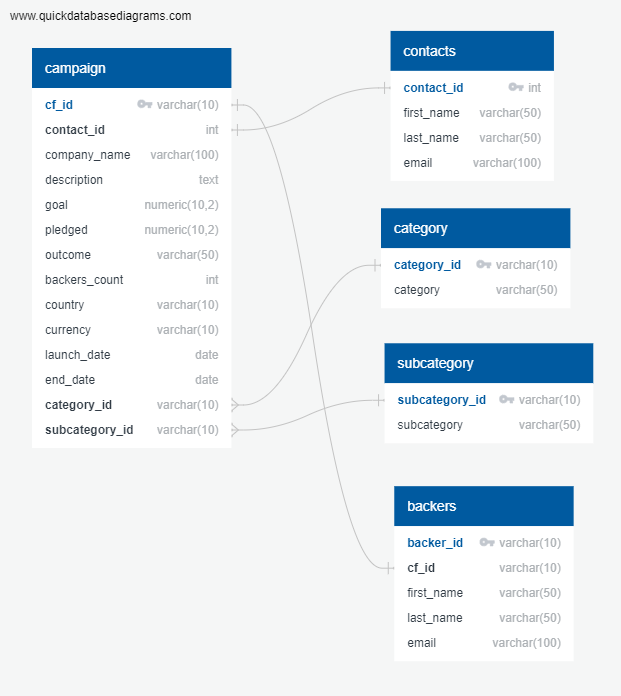 www.quickdatabasediagrams.com
campaign
cf_id varchar(10)
contact_id int
company_name varchar(100)
description text
goal numeric(10,2)
pledged numeric(10,2)
outcome varchar(50)
backers_count int
country varchar(10)
currency varchar(10)
launch_date date
end_date date
category_id varchar(10)
subcategory_id varchar(10)
contacts
contact_id int
first_name varchar(50)
last_name varchar(50)
email varchar(100)
category
category_id varchar(10)
category varchar(50)
subcategory
subcategory_id varchar(10)
subcategory varchar(50)
backers
backer_id varchar(10)
cf_id varchar(10)
first_name varchar(50)
last_name varchar(50)
email varchar(100)